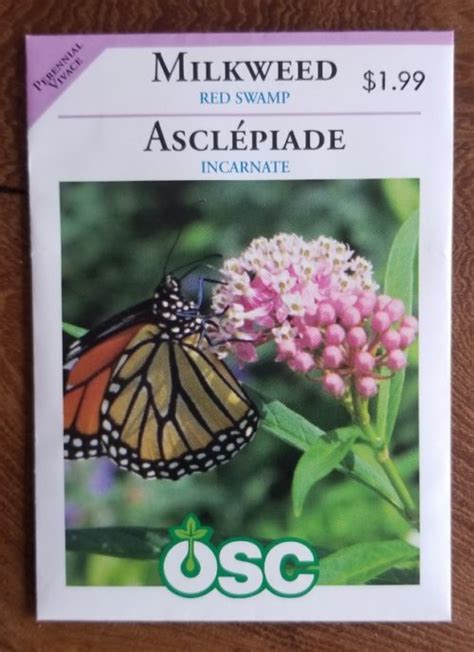 PERENNIAL
VIVACE
MILKWEED
$1.99
RED SWAMP
ASCLÉPIADE
INCARNATE
OSC